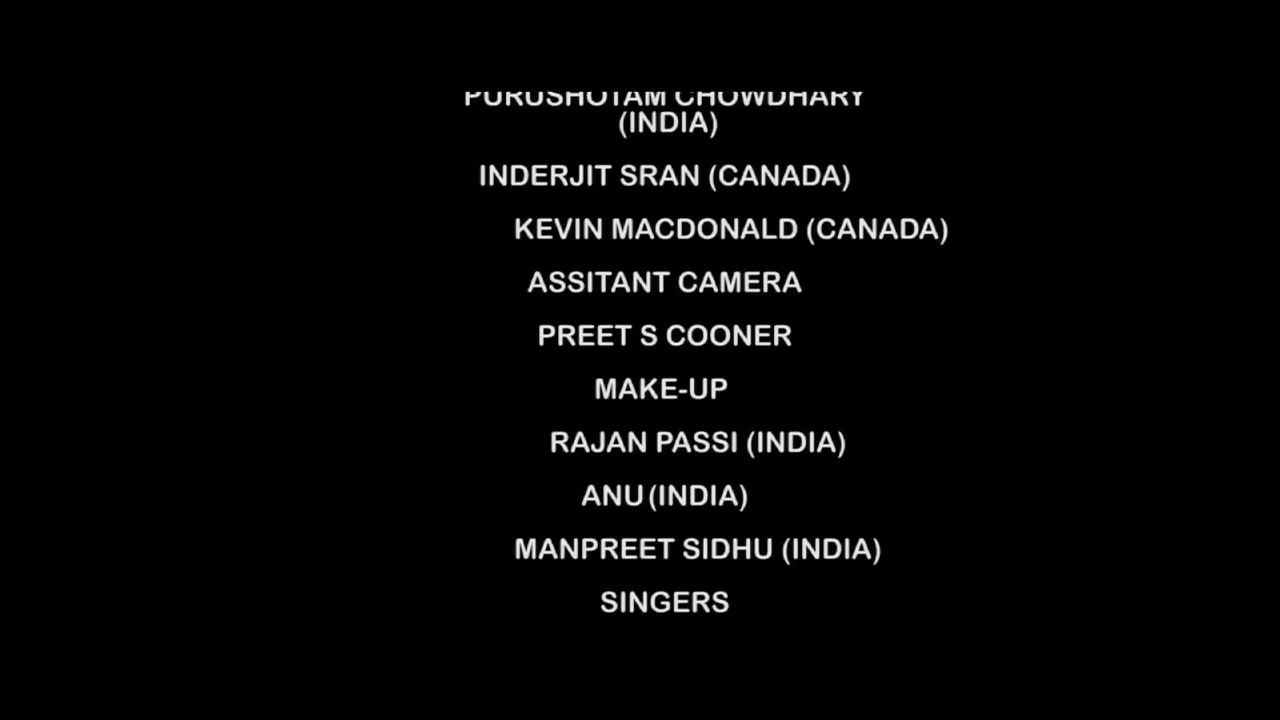 PURUSHOTAM CHOWDHARY
(INDIA)
INDERJIT SRAN (CANADA)
KEVIN MACDONALD (CANADA)
ASSITANT CAMERA
PREET S COONER
MAKE-UP
RAJAN PASSI (INDIA)
ANU (INDIA)
MANPREET SIDHU (INDIA)
SINGERS